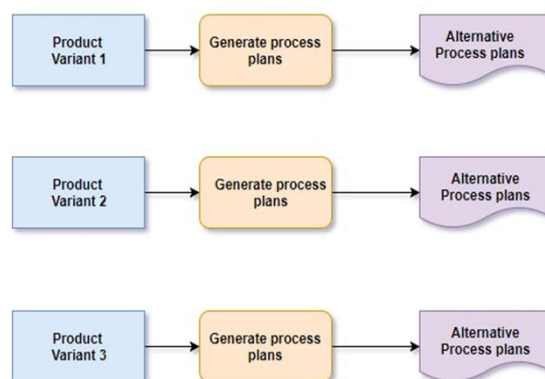 Product
Variant 1
Generate process
plans
Alternative
Process plans
Product
Variant 2
Generate process
plans
Alternative
Process plans
Product
Variant 3
Generate process
plans
Alternative
Process plans